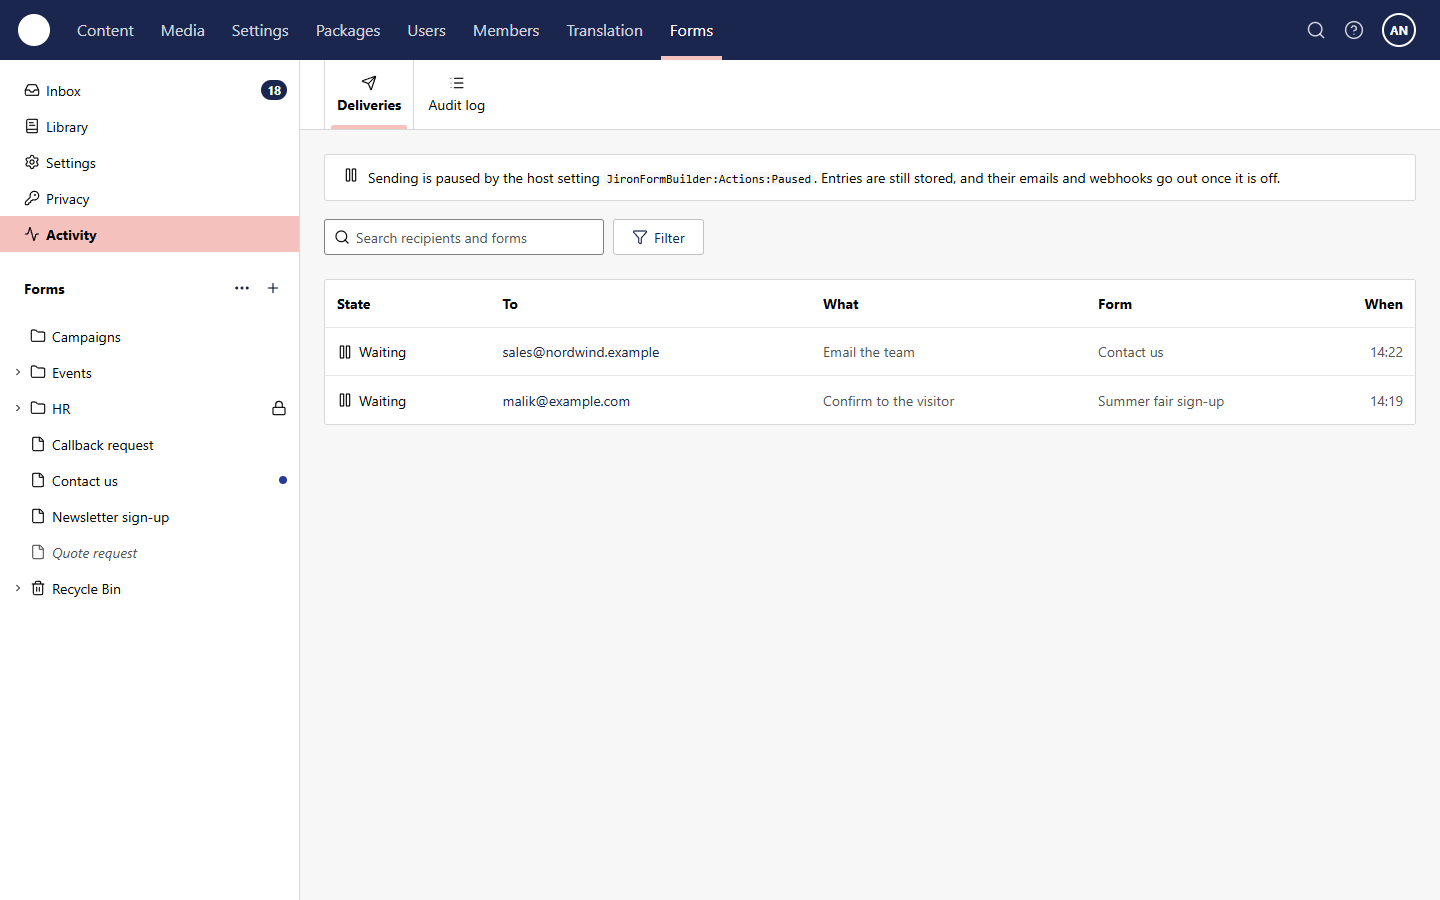 Content Media Settings Packages Users Members Translation Forms AN
Inbox 18
Library
Settings
Privacy
Activity
Forms
Campaigns
Events
HR
Callback request
Contact us
Newsletter sign-up
Quote request
Recycle Bin
Deliveries Audit log
Sending is paused by the host setting JironFormBuilder:Actions:Paused. Entries are still stored, and their emails and webhooks go out once it is off.
Search recipients and forms Filter
State To What Form When
Waiting sales@nordwind.example Email the team Contact us 14:22
Waiting malik@example.com Confirm to the visitor Summer fair sign-up 14:19